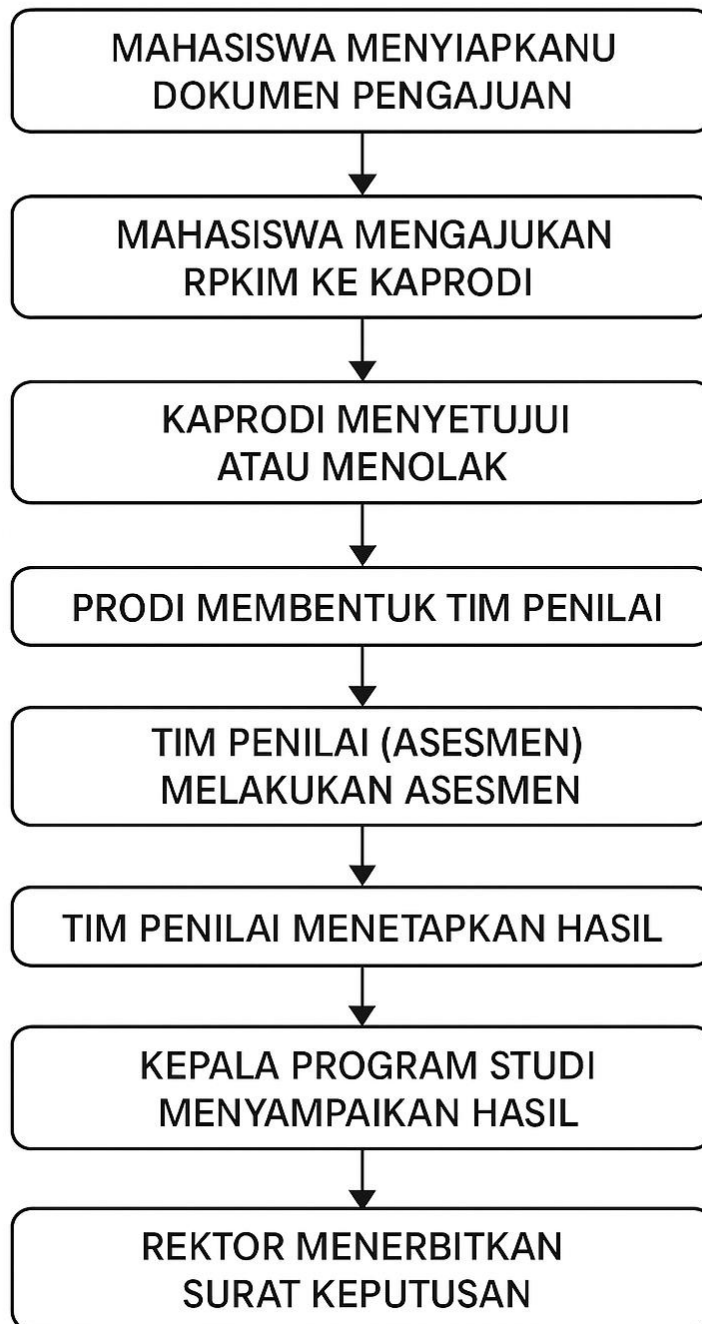 MAHASISWA MENYIAPKANU
DOKUMEN PENGAJUAN
MAHASISWA MENGAJUKAN
RPKIM KE KAPRODI
KAPRODI MENYETUJUI
ATAU MENOLAK
PRODI MEMBENTUK TIM PENILAI
TIM PENILAI (ASESMEN)
MELAKUKAN ASESMEN
TIM PENILAI MENETAPKAN HASIL
KEPALA PROGRAM STUDI
MENYAMPAIKAN HASIL
REKTOR MENERBITKAN
SURAT KEPUTUSAN